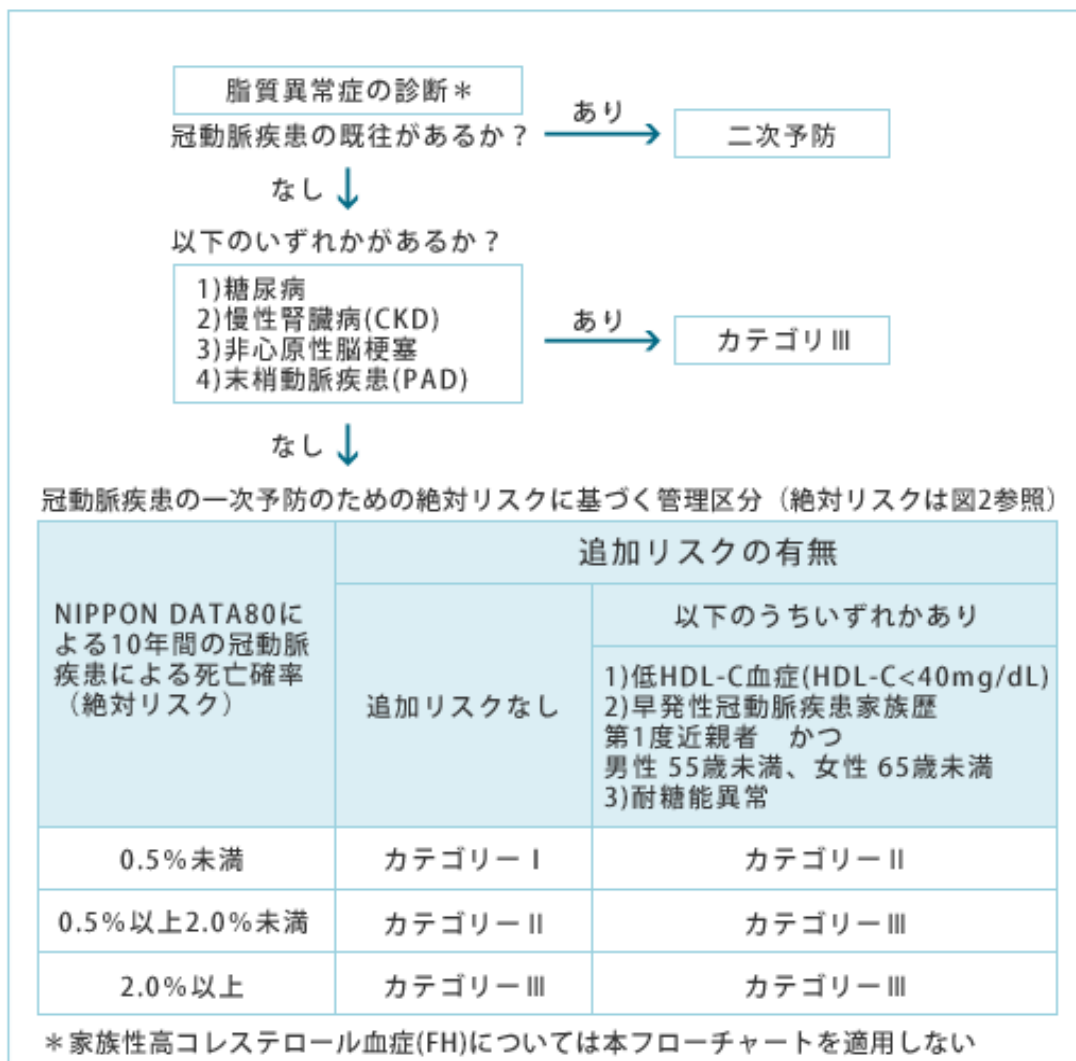 脂質異常症の診断＊
冠動脈疾患の既往があるか？
あり
二次予防
なし
以下のいずれかがあるか？
1)糖尿病
2)慢性腎臓病(CKD)
3)非心原性脳梗塞
4)末梢動脈疾患(PAD)
あり
カテゴリⅢ
なし
冠動脈疾患の一次予防のための絶対リスクに基づく管理区分（絶対リスクは図2参照）
NIPPON DATA80に
よる10年間の冠動脈
疾患による死亡確率
（絶対リスク）
追加リスクの有無
追加リスクなし
以下のうちいずれかあり
1)低HDL-C血症(HDL-C<40mg/dL)
2)早発性冠動脈疾患家族歴
第1度近親者　かつ
男性 55歳未満、女性 65歳未満
3)耐糖能異常
0.5%未満
カテゴリーⅠ
カテゴリーⅡ
0.5%以上2.0%未満
カテゴリーⅡ
カテゴリーⅢ
2.0%以上
カテゴリーⅢ
カテゴリーⅢ
＊家族性高コレステロール血症(FH)については本フローチャートを適用しない